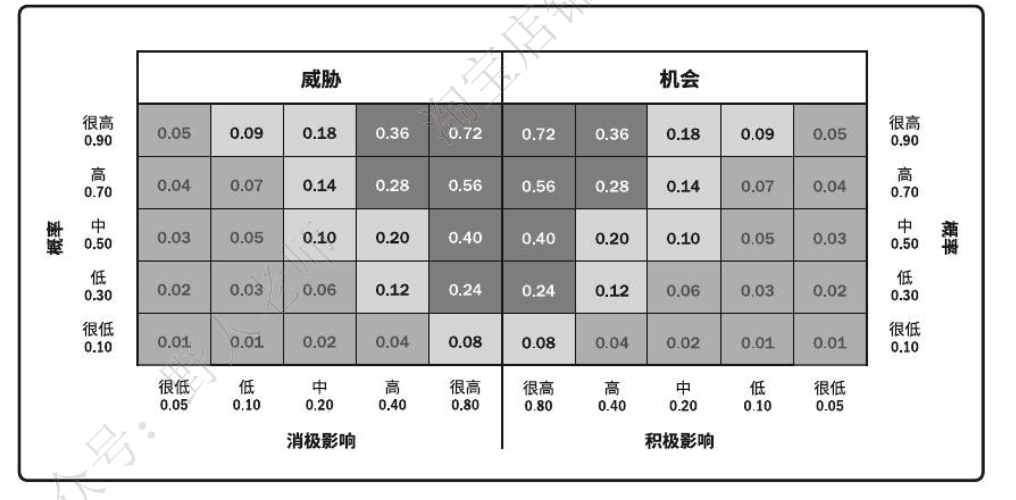 威胁 机会
很高 0.05 0.09 0.18 0.36 0.72 0.72 0.36 0.18 0.09 0.05 很高
0.90 0.90
高 0.04 0.07 0.14 0.28 0.56 0.56 0.28 0.14 0.07 0.04 高
0.70 0.70
概率 中 0.03 0.05 0.10 0.20 0.40 0.40 0.20 0.10 0.05 0.03 中 概率
0.50 0.50
低 0.02 0.03 0.06 0.12 0.24 0.24 0.12 0.06 0.03 0.02 低
0.30 0.30
很低 0.01 0.01 0.02 0.04 0.08 0.08 0.04 0.02 0.01 0.01 很低
0.10 0.10
很低 低 中 高 很高 很高 高 中 低 很低
0.05 0.10 0.20 0.40 0.80 0.80 0.40 0.20 0.10 0.05
消极影响 积极影响
众号：野人老师
淘宝店铺